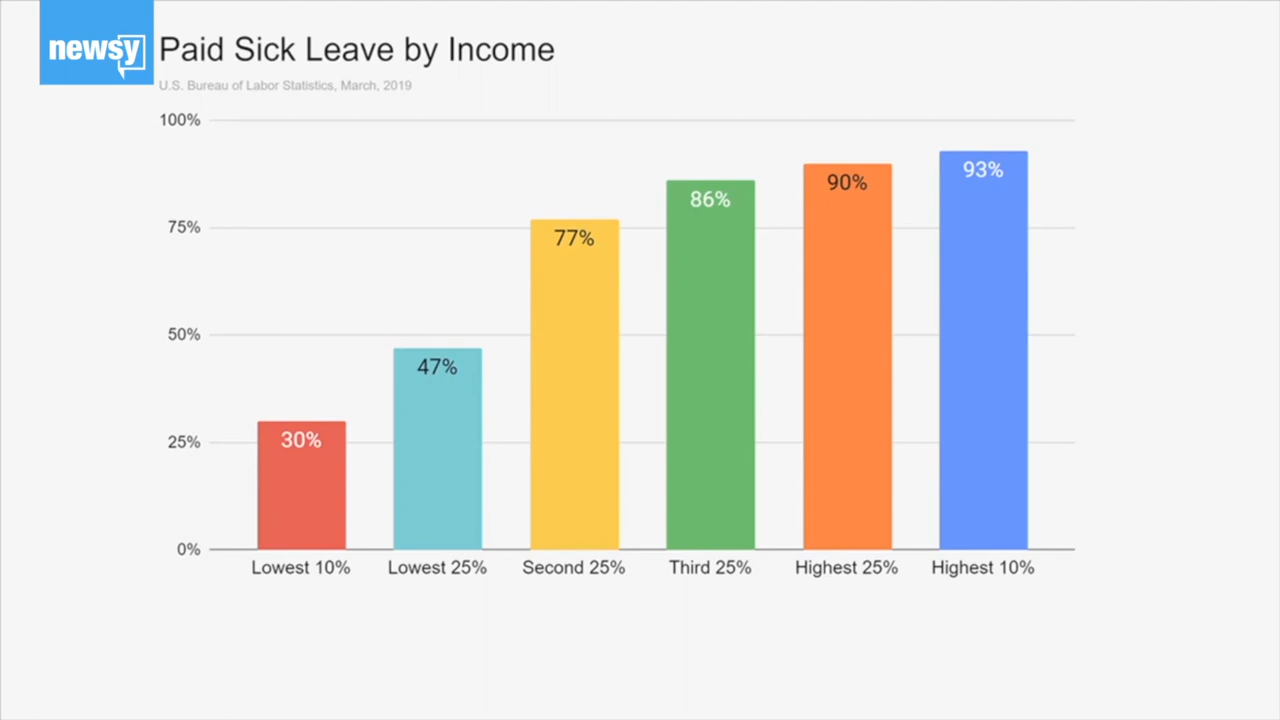 newsy
Paid Sick Leave by Income
U.S. Bureau of Labor Statistics, March, 2019
100%
75%
50%
25%
0%
30%
47%
77%
86%
90%
93%
Lowest 10%
Lowest 25%
Second 25%
Third 25%
Highest 25%
Highest 10%